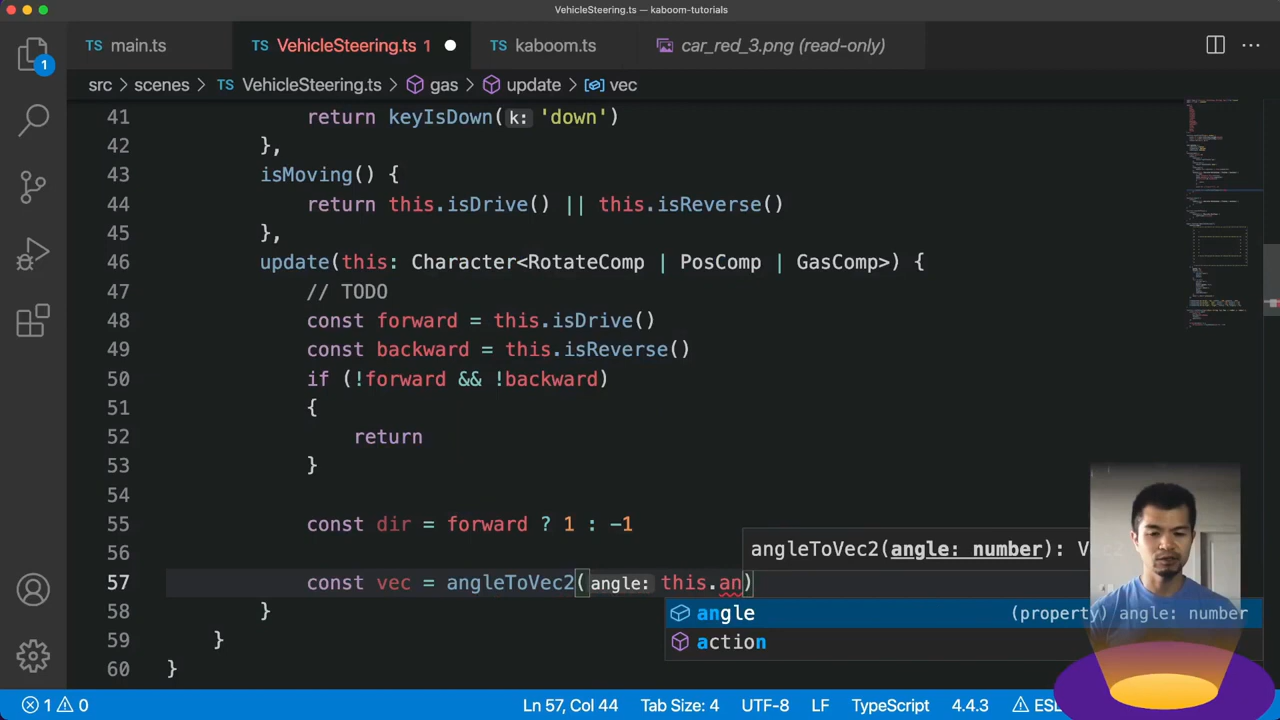 VehicleSteering.ts — kaboom-tutorials
TS main.ts TS VehicleSteering.ts 1 TS kaboom.ts car_red_3.png (read-only)
src > scenes > TS VehicleSteering.ts > gas > update > vec
41 return keyIsDown(k: 'down')
42 },
43 isMoving() {
44 return this.isDrive() || this.isReverse()
45 },
46 update(this: Character<RotateComp | PosComp | GasComp>) {
47 // TODO
48 const forward = this.isDrive()
49 const backward = this.isReverse()
50 if (!forward && !backward)
51 {
52 return
53 }
54
55 const dir = forward ? 1 : -1
angleToVec2(angle: number): Vec2
56
57 const vec = angleToVec2(angle: this.an)
angle (property) angle: number
58 }
action
59 }
60 }
1
0 0 Ln 57, Col 44 Tab Size: 4 UTF-8 LF TypeScript 4.4.3